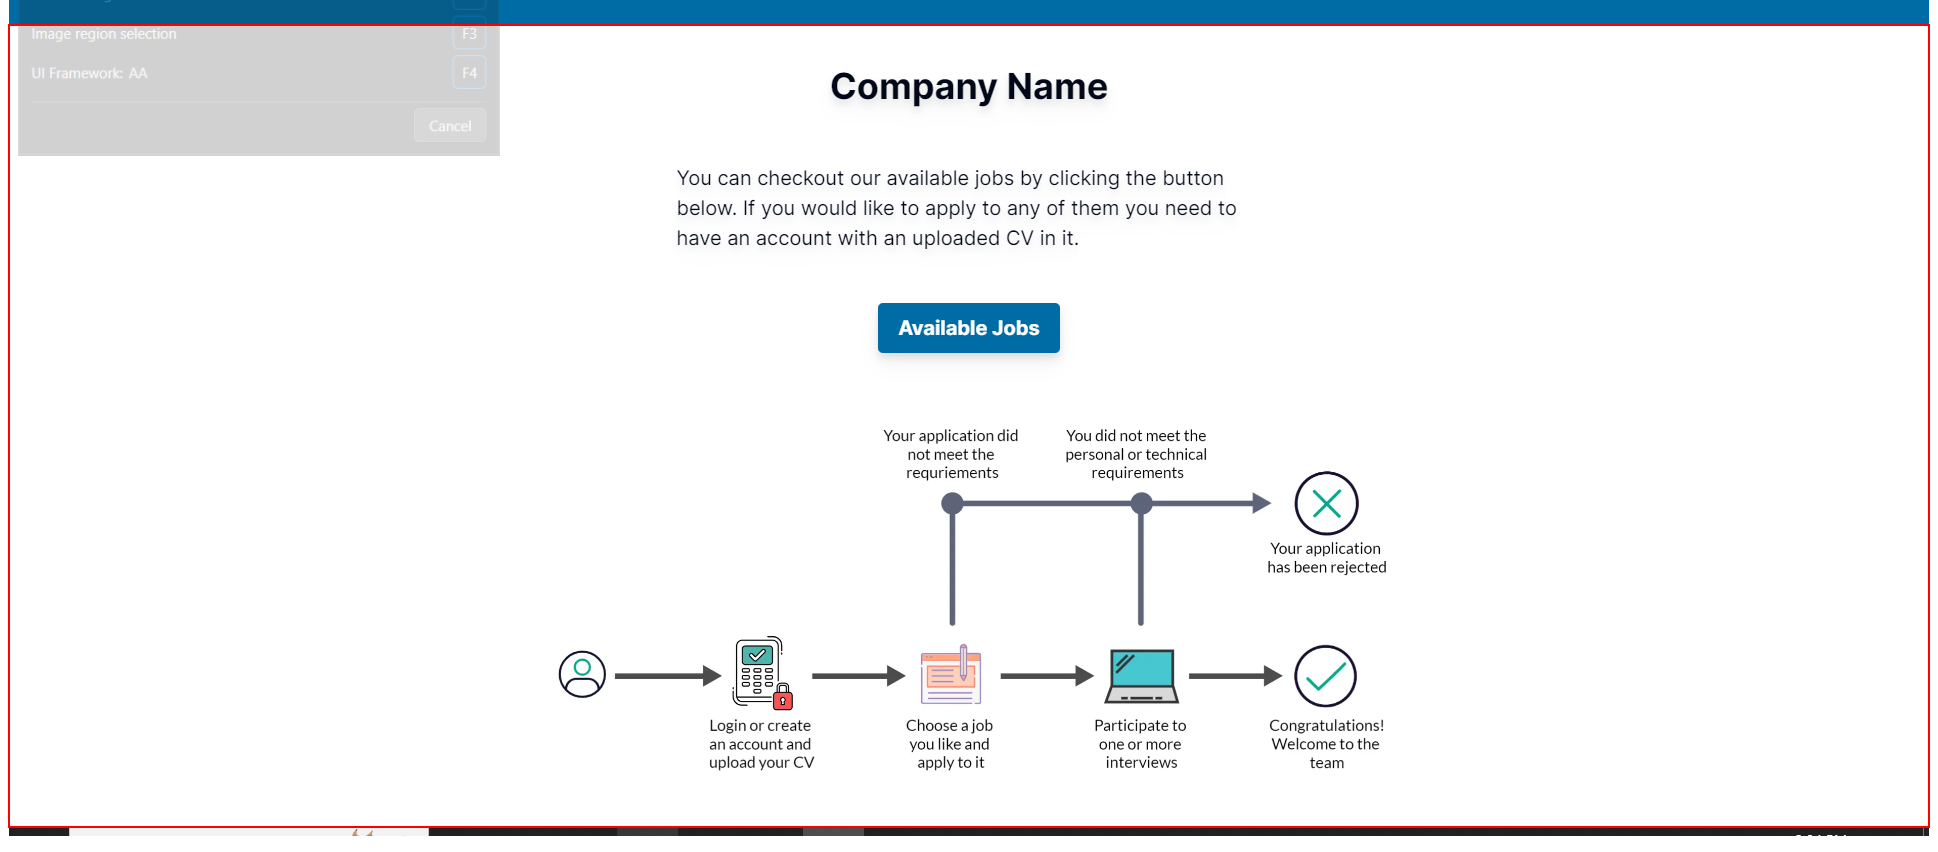 Image region selection
F3
UI Framework: AA
F4
Cancel
Company Name
You can checkout our available jobs by clicking the button
below. If you would like to apply to any of them you need to
have an account with an uploaded CV in it.
Available Jobs
Your application did
not meet the
requriements
You did not meet the
personal or technical
requirements
Your application
has been rejected
Login or create
an account and
upload your CV
Choose a job
you like and
apply to it
Participate to
one or more
interviews
Congratulations!
Welcome to the
team